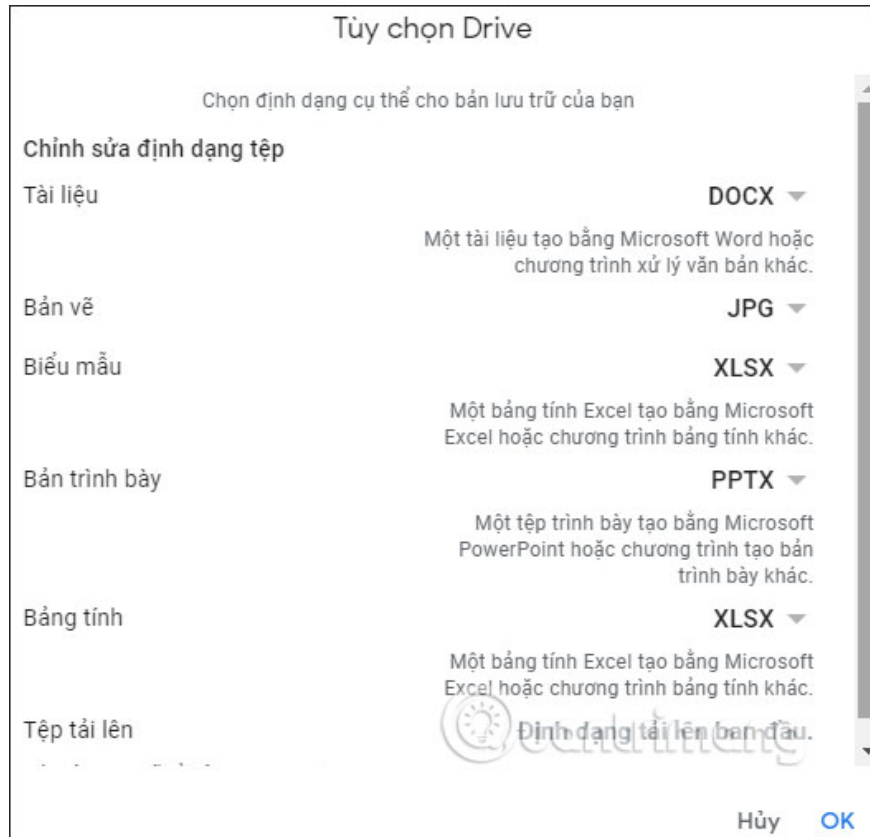 Tùy chọn Drive
Chọn định dạng cụ thể cho bản lưu trữ của bạn
Chỉnh sửa định dạng tệp
Tài liệu DOCX
Một tài liệu tạo bằng Microsoft Word hoặc
chương trình xử lý văn bản khác.
Bản vẽ JPG
Biểu mẫu XLSX
Một bảng tính Excel tạo bằng Microsoft
Excel hoặc chương trình bảng tính khác.
Bản trình bày PPTX
Một tệp trình bày tạo bằng Microsoft
PowerPoint hoặc chương trình tạo bản
trình bày khác.
Bảng tính XLSX
Một bảng tính Excel tạo bằng Microsoft
Excel hoặc chương trình bảng tính khác.
Tệp tải lên Định dạng tải lên ban đầu.
Hủy OK